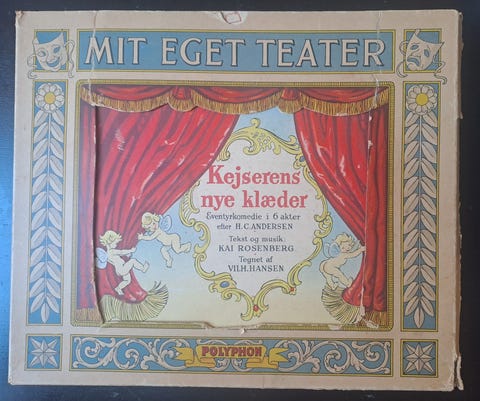 MIT EGET TEATER
Kejserens
nye klæder
Eventyrkomedie i 6 akter
efter H.C.ANDERSEN
Tekst og musik:
KAI ROSENBERG
Tegnet af
VILH.HANSEN
POLYPHON